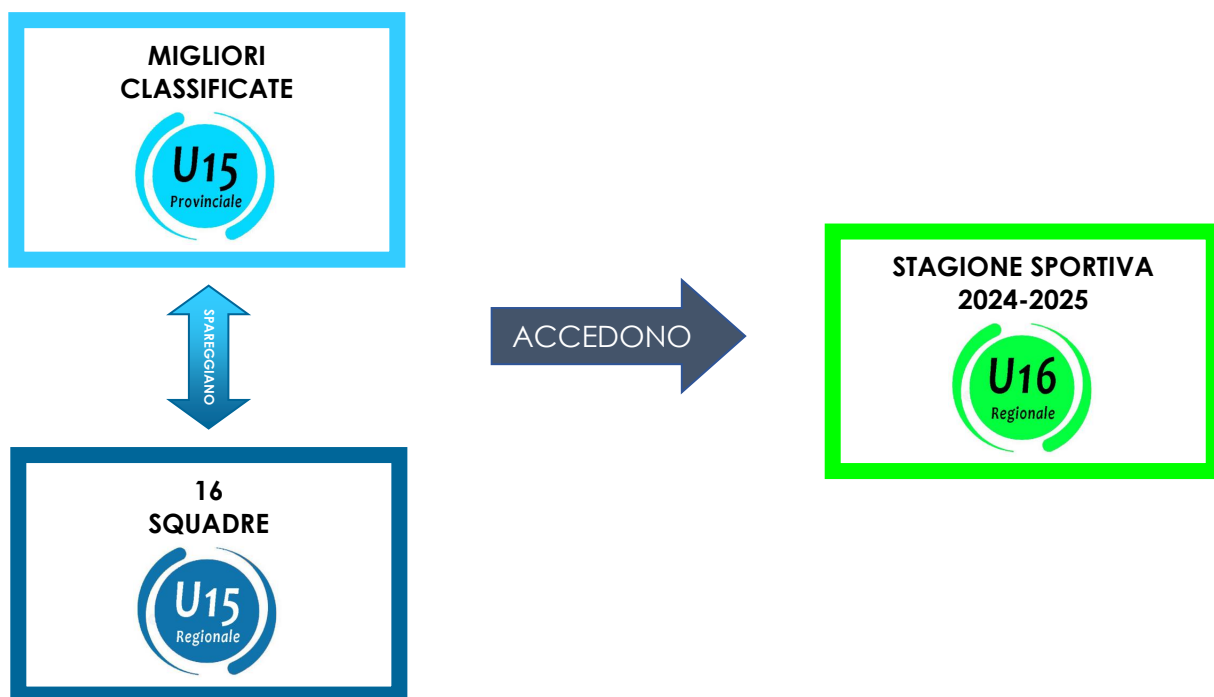 MIGLIORI
CLASSIFICATE
U15
Provinciale
SPAREGGIANO
16
SQUADRE
U15
Regionale
ACCEDONO
STAGIONE SPORTIVA
2024-2025
U16
Regionale